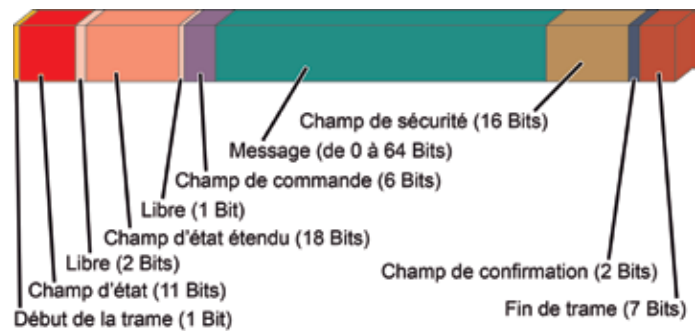 Champ de sécurité (16 Bits)
Message (de 0 à 64 Bits)
Champ de commande (6 Bits)
Libre (1 Bit)
Champ d'état étendu (18 Bits)
Libre (2 Bits)
Champ de confirmation (2 Bits)
Champ d'état (11 Bits)
Fin de trame (7 Bits)
Début de la trame (1 Bit)